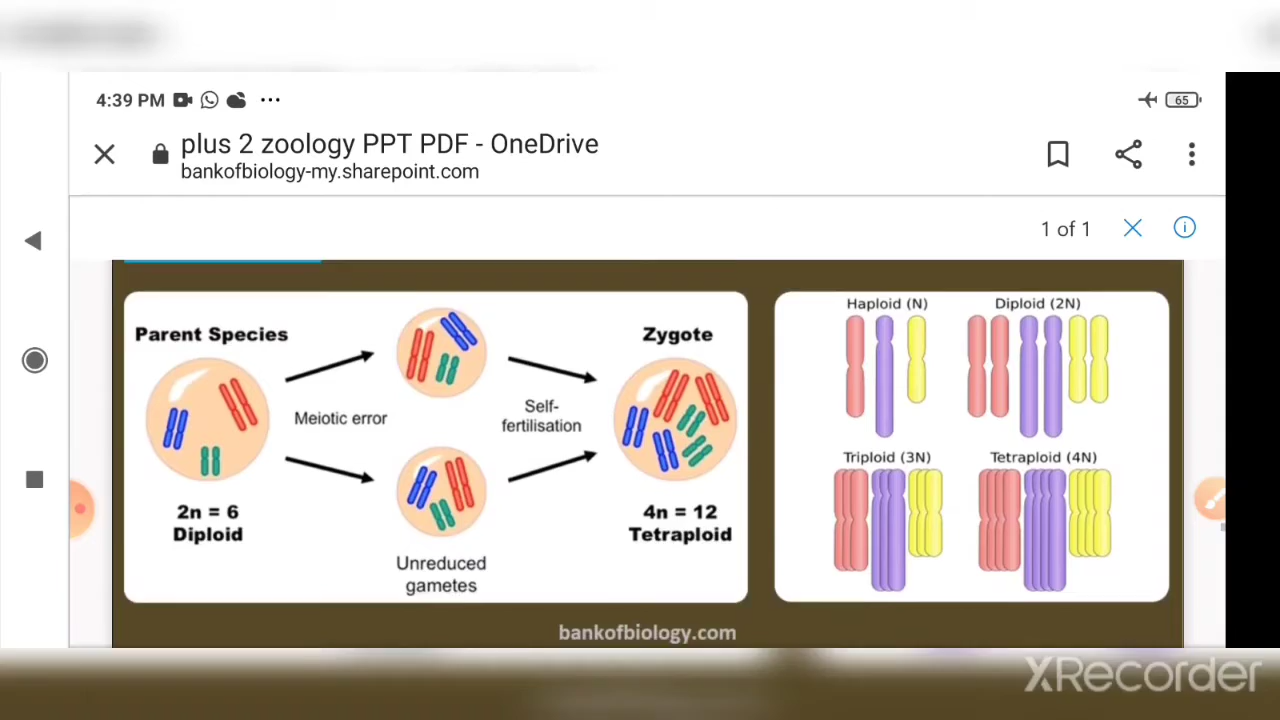 4:39 PM
65
plus 2 zoology PPT PDF - OneDrive
bankofbiology-my.sharepoint.com
1 of 1
Parent Species
Meiotic error
2n = 6
Diploid
Unreduced
gametes
Self-
fertilisation
Zygote
4n = 12
Tetraploid
Haploid (N)
Diploid (2N)
Triploid (3N)
Tetraploid (4N)
bankofbiology.com
XRecorder